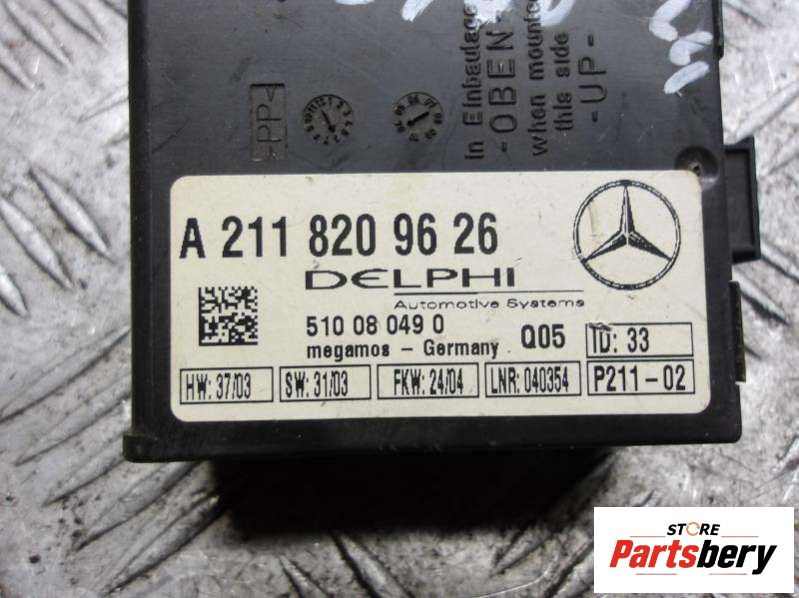 in Einbaulage
-OBEN-
when mounted
this side
-UP-
>PP<
A 211 820 96 26
DELPHI
Automotive Systems
510 08 049 0
megamos - Germany
Q05
ID: 33
HW: 37/03
SW: 31/03
FKW: 24/04
LNR: 040354
P211-02
STORE
Partsbery